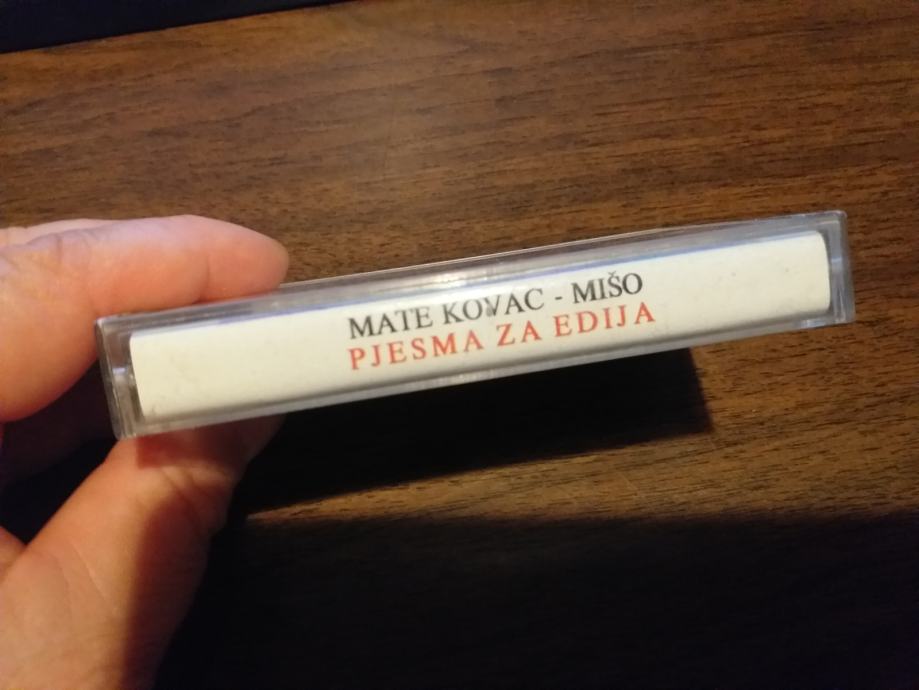 MATE KOVAC - MIŠO
PJESMA ZA EDIJA